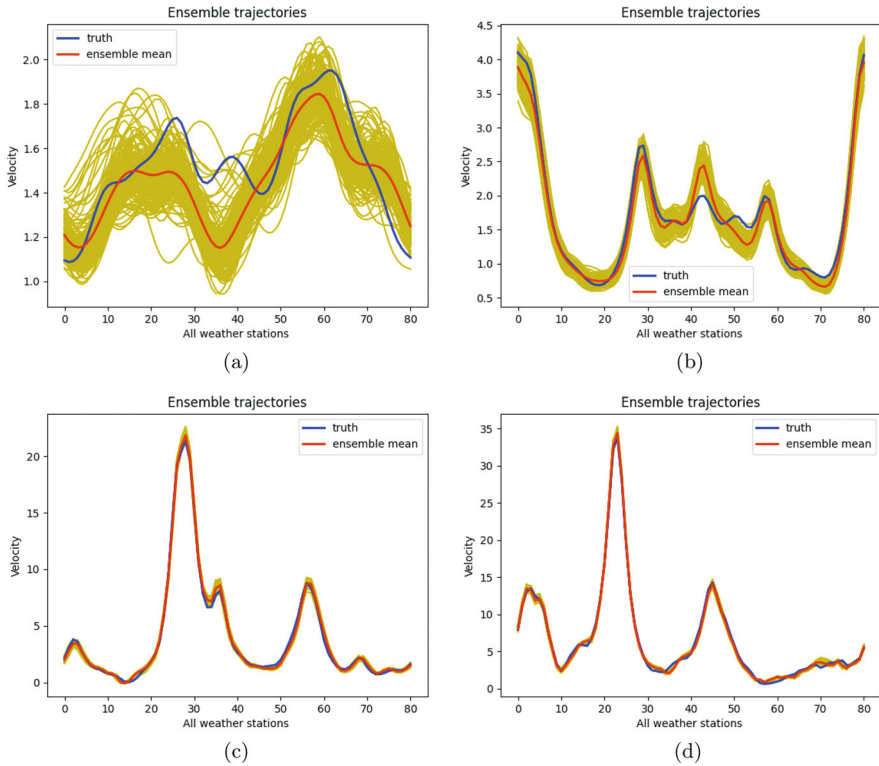 Ensemble trajectories
truth
ensemble mean
2.0
1.8
1.6
1.4
1.2
1.0
Velocity
0 10 20 30 40 50 60 70 80
All weather stations
(a)
Ensemble trajectories
4.5
4.0
3.5
3.0
2.5
2.0
1.5
1.0
0.5
Velocity
truth
ensemble mean
0 10 20 30 40 50 60 70 80
All weather stations
(b)
Ensemble trajectories
truth
ensemble mean
20
15
10
5
0
Velocity
0 10 20 30 40 50 60 70 80
All weather stations
(c)
Ensemble trajectories
truth
ensemble mean
35
30
25
20
15
10
5
0
Velocity
0 10 20 30 40 50 60 70 80
All weather stations
(d)